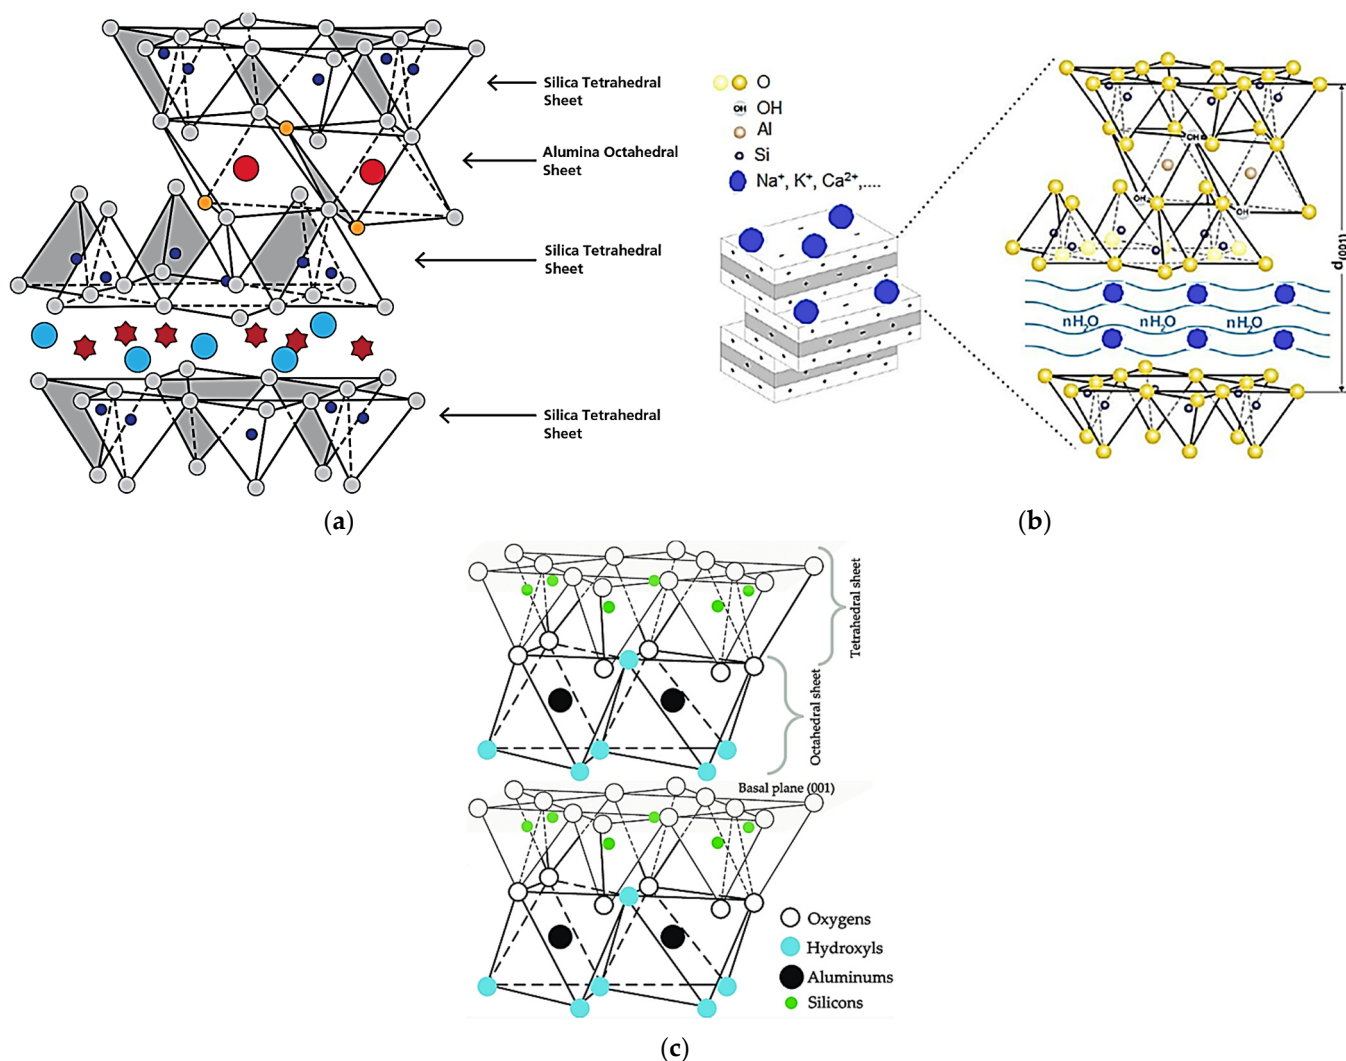 Silica Tetrahedral
Sheet
Alumina Octahedral
Sheet
Silica Tetrahedral
Sheet
Silica Tetrahedral
Sheet
(a)
O
OH
OH
Al
Si
Na⁺, K⁺, Ca²⁺,....
OH
OH
OH
d(001)
nH₂O
nH₂O
nH₂O
(b)
Tetrahedral sheet
Octahedral sheet
Basal plane (001)
Oxygens
Hydroxyls
Aluminums
Silicons
(c)